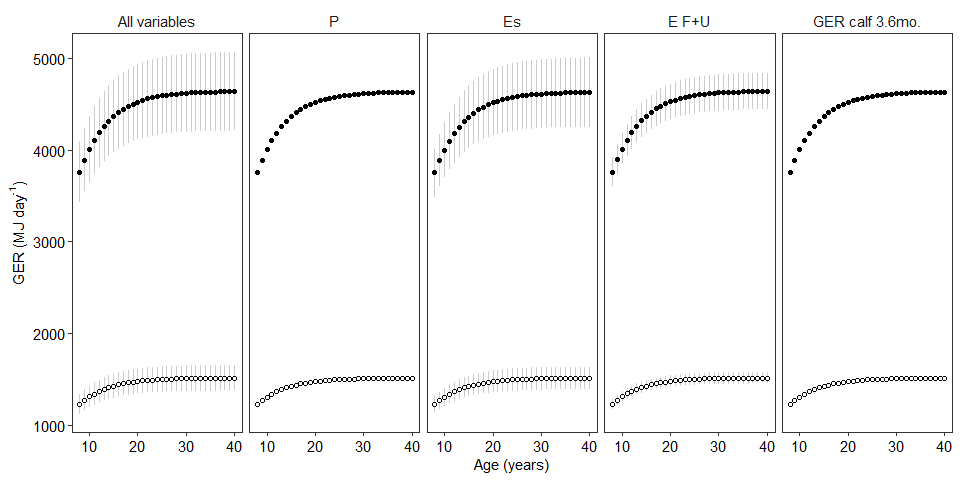 All variables P Es E F+U GER calf 3.6mo.
GER (MJ day-1)
5000
4000
3000
2000
1000
10 20 30 40 10 20 30 40 10 20 30 40 10 20 30 40 10 20 30 40
Age (years)